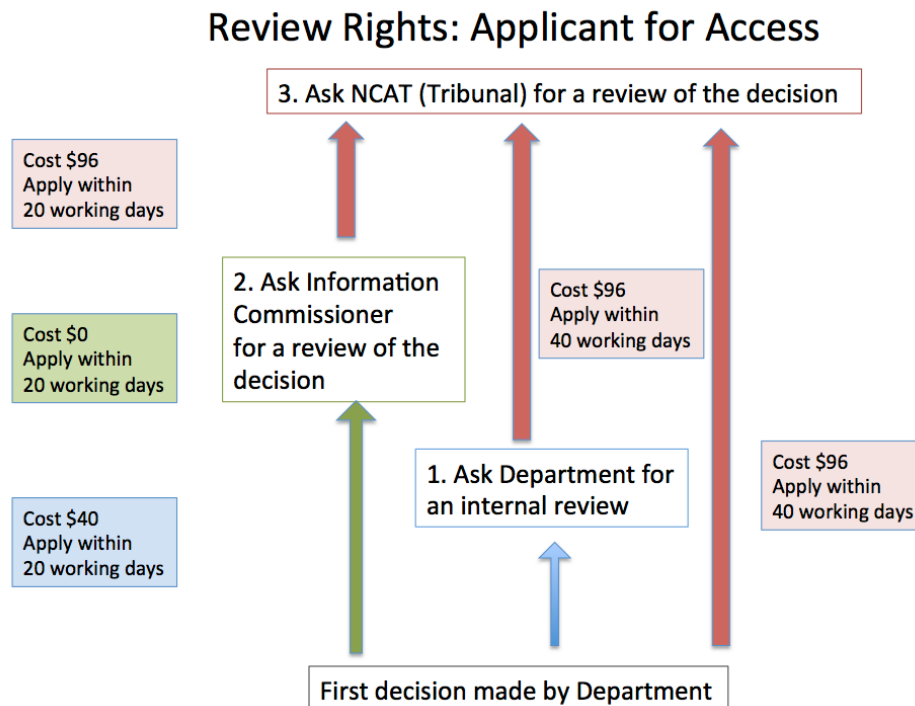 Review Rights: Applicant for Access
3. Ask NCAT (Tribunal) for a review of the decision
Cost $96
Apply within
20 working days
2. Ask Information
Commissioner
for a review of the
decision
Cost $96
Apply within
40 working days
Cost $0
Apply within
20 working days
1. Ask Department for
an internal review
Cost $96
Apply within
40 working days
Cost $40
Apply within
20 working days
First decision made by Department